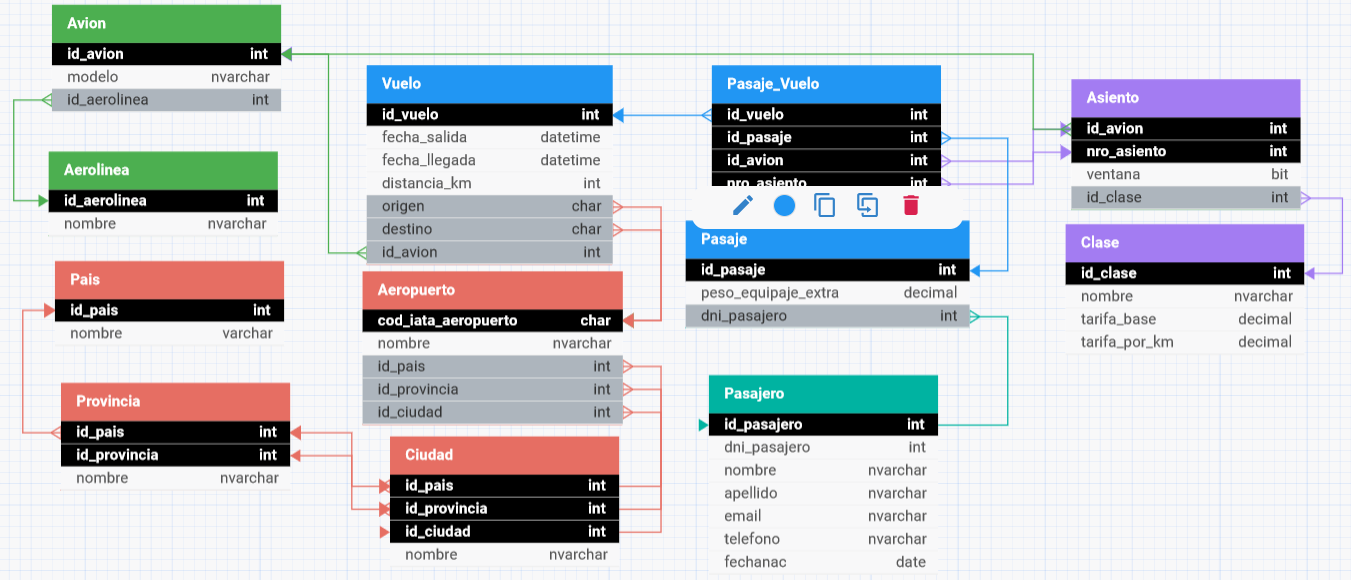 Avion
id_avion int
modelo nvarchar
id_aerolinea int
Aerolinea
id_aerolinea int
nombre nvarchar
Pais
id_pais int
nombre varchar
Provincia
id_pais int
id_provincia int
nombre nvarchar
Vuelo
id_vuelo int
fecha_salida datetime
fecha_llegada datetime
distancia_km int
origen char
destino char
id_avion int
Aeropuerto
cod_iata_aeropuerto char
nombre nvarchar
id_pais int
id_provincia int
id_ciudad int
Ciudad
id_pais int
id_provincia int
id_ciudad int
nombre nvarchar
Pasaje_Vuelo
id_vuelo int
id_pasaje int
id_avion int
nro_asiento int
Pasaje
id_pasaje int
peso_equipaje_extra decimal
dni_pasajero int
Pasajero
id_pasajero int
dni_pasajero int
nombre nvarchar
apellido nvarchar
email nvarchar
telefono nvarchar
fechanac date
Asiento
id_avion int
nro_asiento int
ventana bit
id_clase int
Clase
id_clase int
nombre nvarchar
tarifa_base decimal
tarifa_por_km decimal